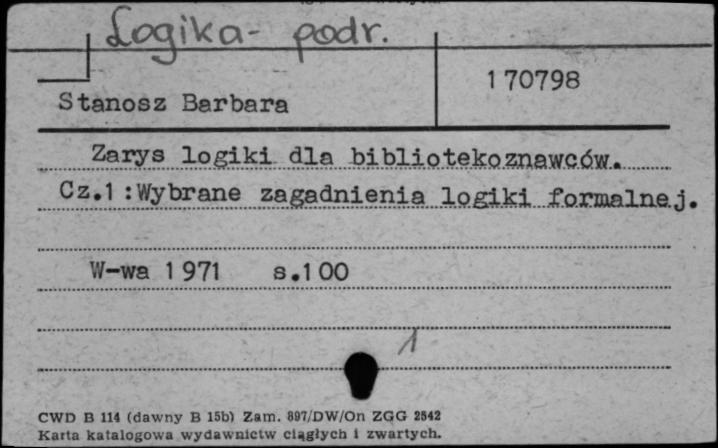 Logika - podr.
170798
Stanosz Barbara
Zarys logiki dla bibliotekoznawców.
Cz.1:Wybrane zagadnienia logiki formalnej.
W-wa 1971 s.100
1
CWD B 114 (dawny B 15b) Zam. 897/DW/On ZGG 2542
Karta katalogowa wydawnictw ciągłych i zwartych.